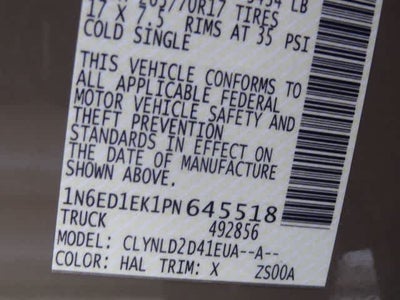 LB
17 X 7.5 RIMS AT 35 PSI
COLD SINGLE
THIS VEHICLE CONFORMS TO
ALL APPLICABLE FEDERAL
MOTOR VEHICLE SAFETY AND
THEFT PREVENTION
STANDARDS IN EFFECT ON
THE DATE OF MANUFACTURE
SHOWN ABOVE.
1N6ED1EK1PN645518
TRUCK 492856
MODEL: CLYNLD2D41EUA--A--
COLOR: HAL TRIM: X ZS00A